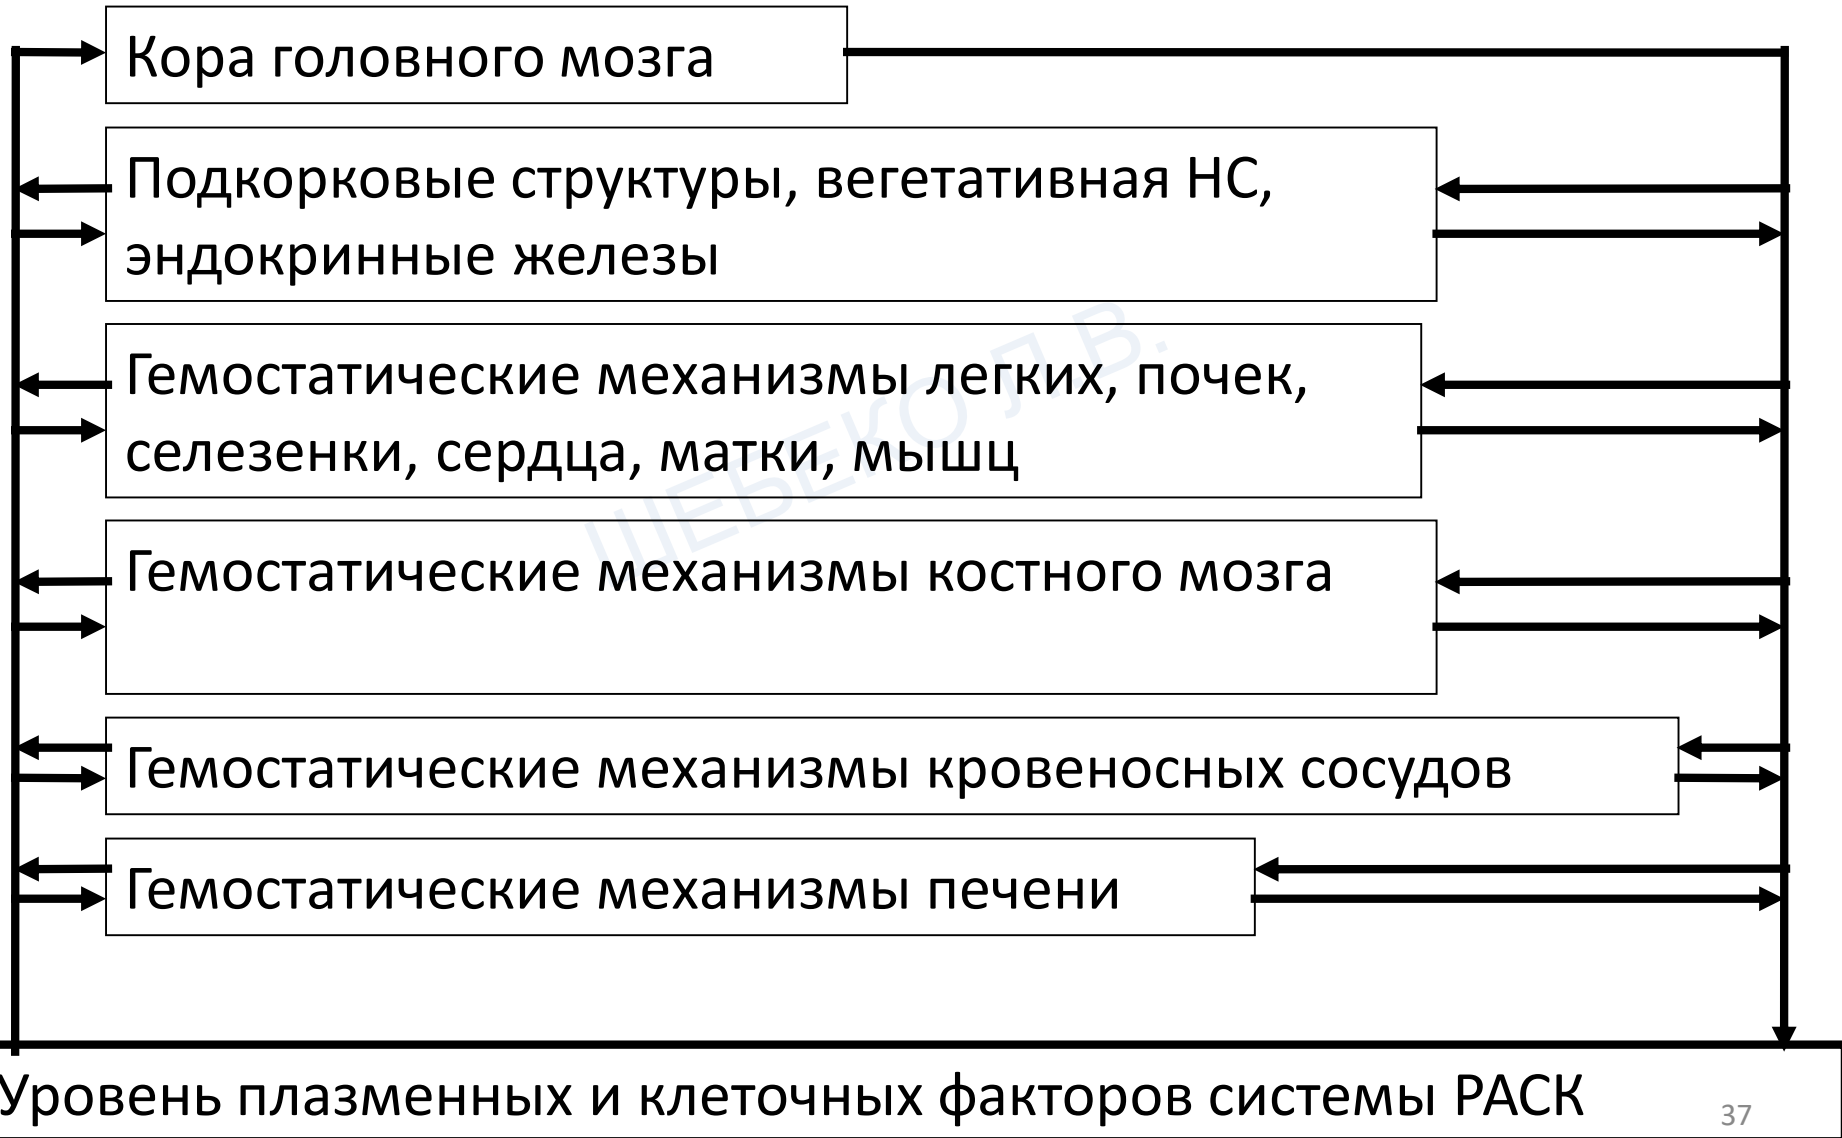 Кора головного мозга
Подкорковые структуры, вегетативная НС,
эндокринные железы
Гемостатические механизмы легких, почек,
селезенки, сердца, матки, мышц
ШЕБЕКО Л.В.
Гемостатические механизмы костного мозга
Гемостатические механизмы кровеносных сосудов
Гемостатические механизмы печени
Уровень плазменных и клеточных факторов системы РАСК
37